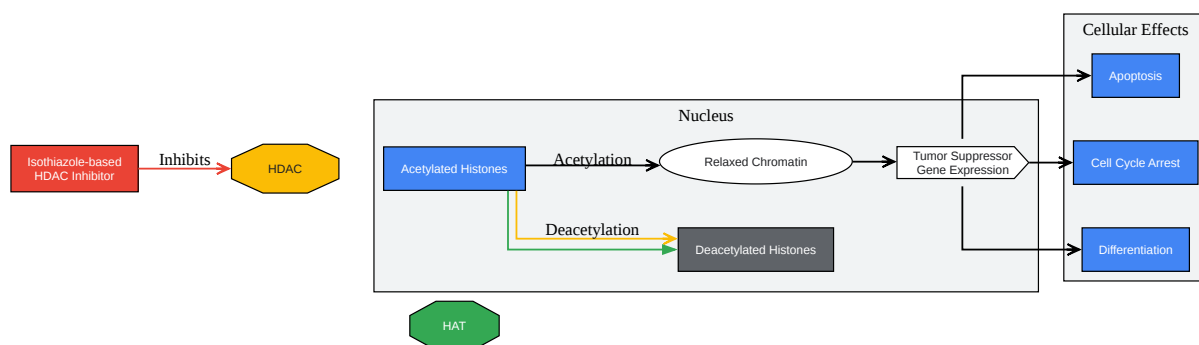 Cellular Effects
Apoptosis
Nucleus
Isothiazole-based
HDAC Inhibitor
Inhibits
HDAC
Acetylated Histones
Acetylation
Relaxed Chromatin
Tumor Suppressor
Gene Expression
Cell Cycle Arrest
Deacetylation
Deacetylated Histones
Differentiation
HAT